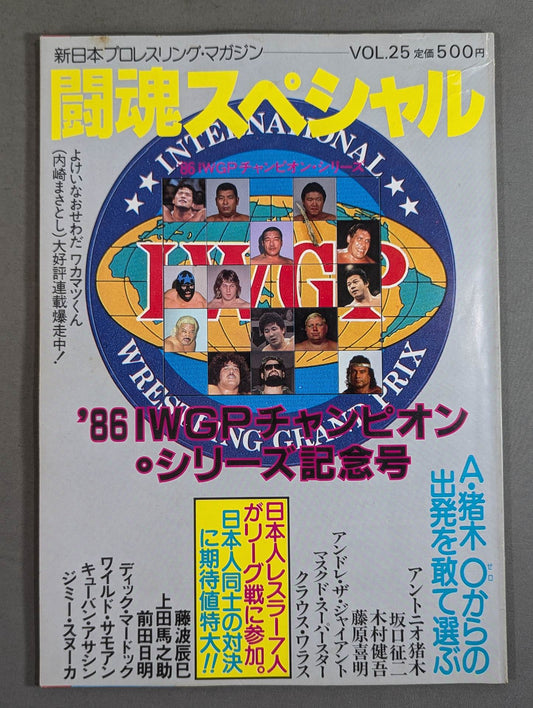 新日本プロレスリング・マガジン
VOL.25 定価500円
闘魂スペシャル
INTERNATIONAL
'86 IWGPチャンピオン・シリーズ
IWGP
WRESTLING GRAND PRIX
よけいなおせわだ ワカマツくん
(内崎まさとし)大好評連載爆走中!
'86 IWGPチャンピオン
・シリーズ記念号
A・猪木 〇からの
ゼロ
出発を敢て選ぶ
アントニオ猪木
坂口征二
木村健吾
藤原喜明
アンドレ・ザ・ジャイアント
マスクド・スーパースター
クラウス・ワラス
日本人レスラー7人
がリーグ戦に参加。
日本人同士の対決
に期待値特大!!
藤波辰巳
上田馬之助
前田日明
ディック・マードック
ワイルド・サモアン
キューバン・アサシン
ジミー・スヌーカ